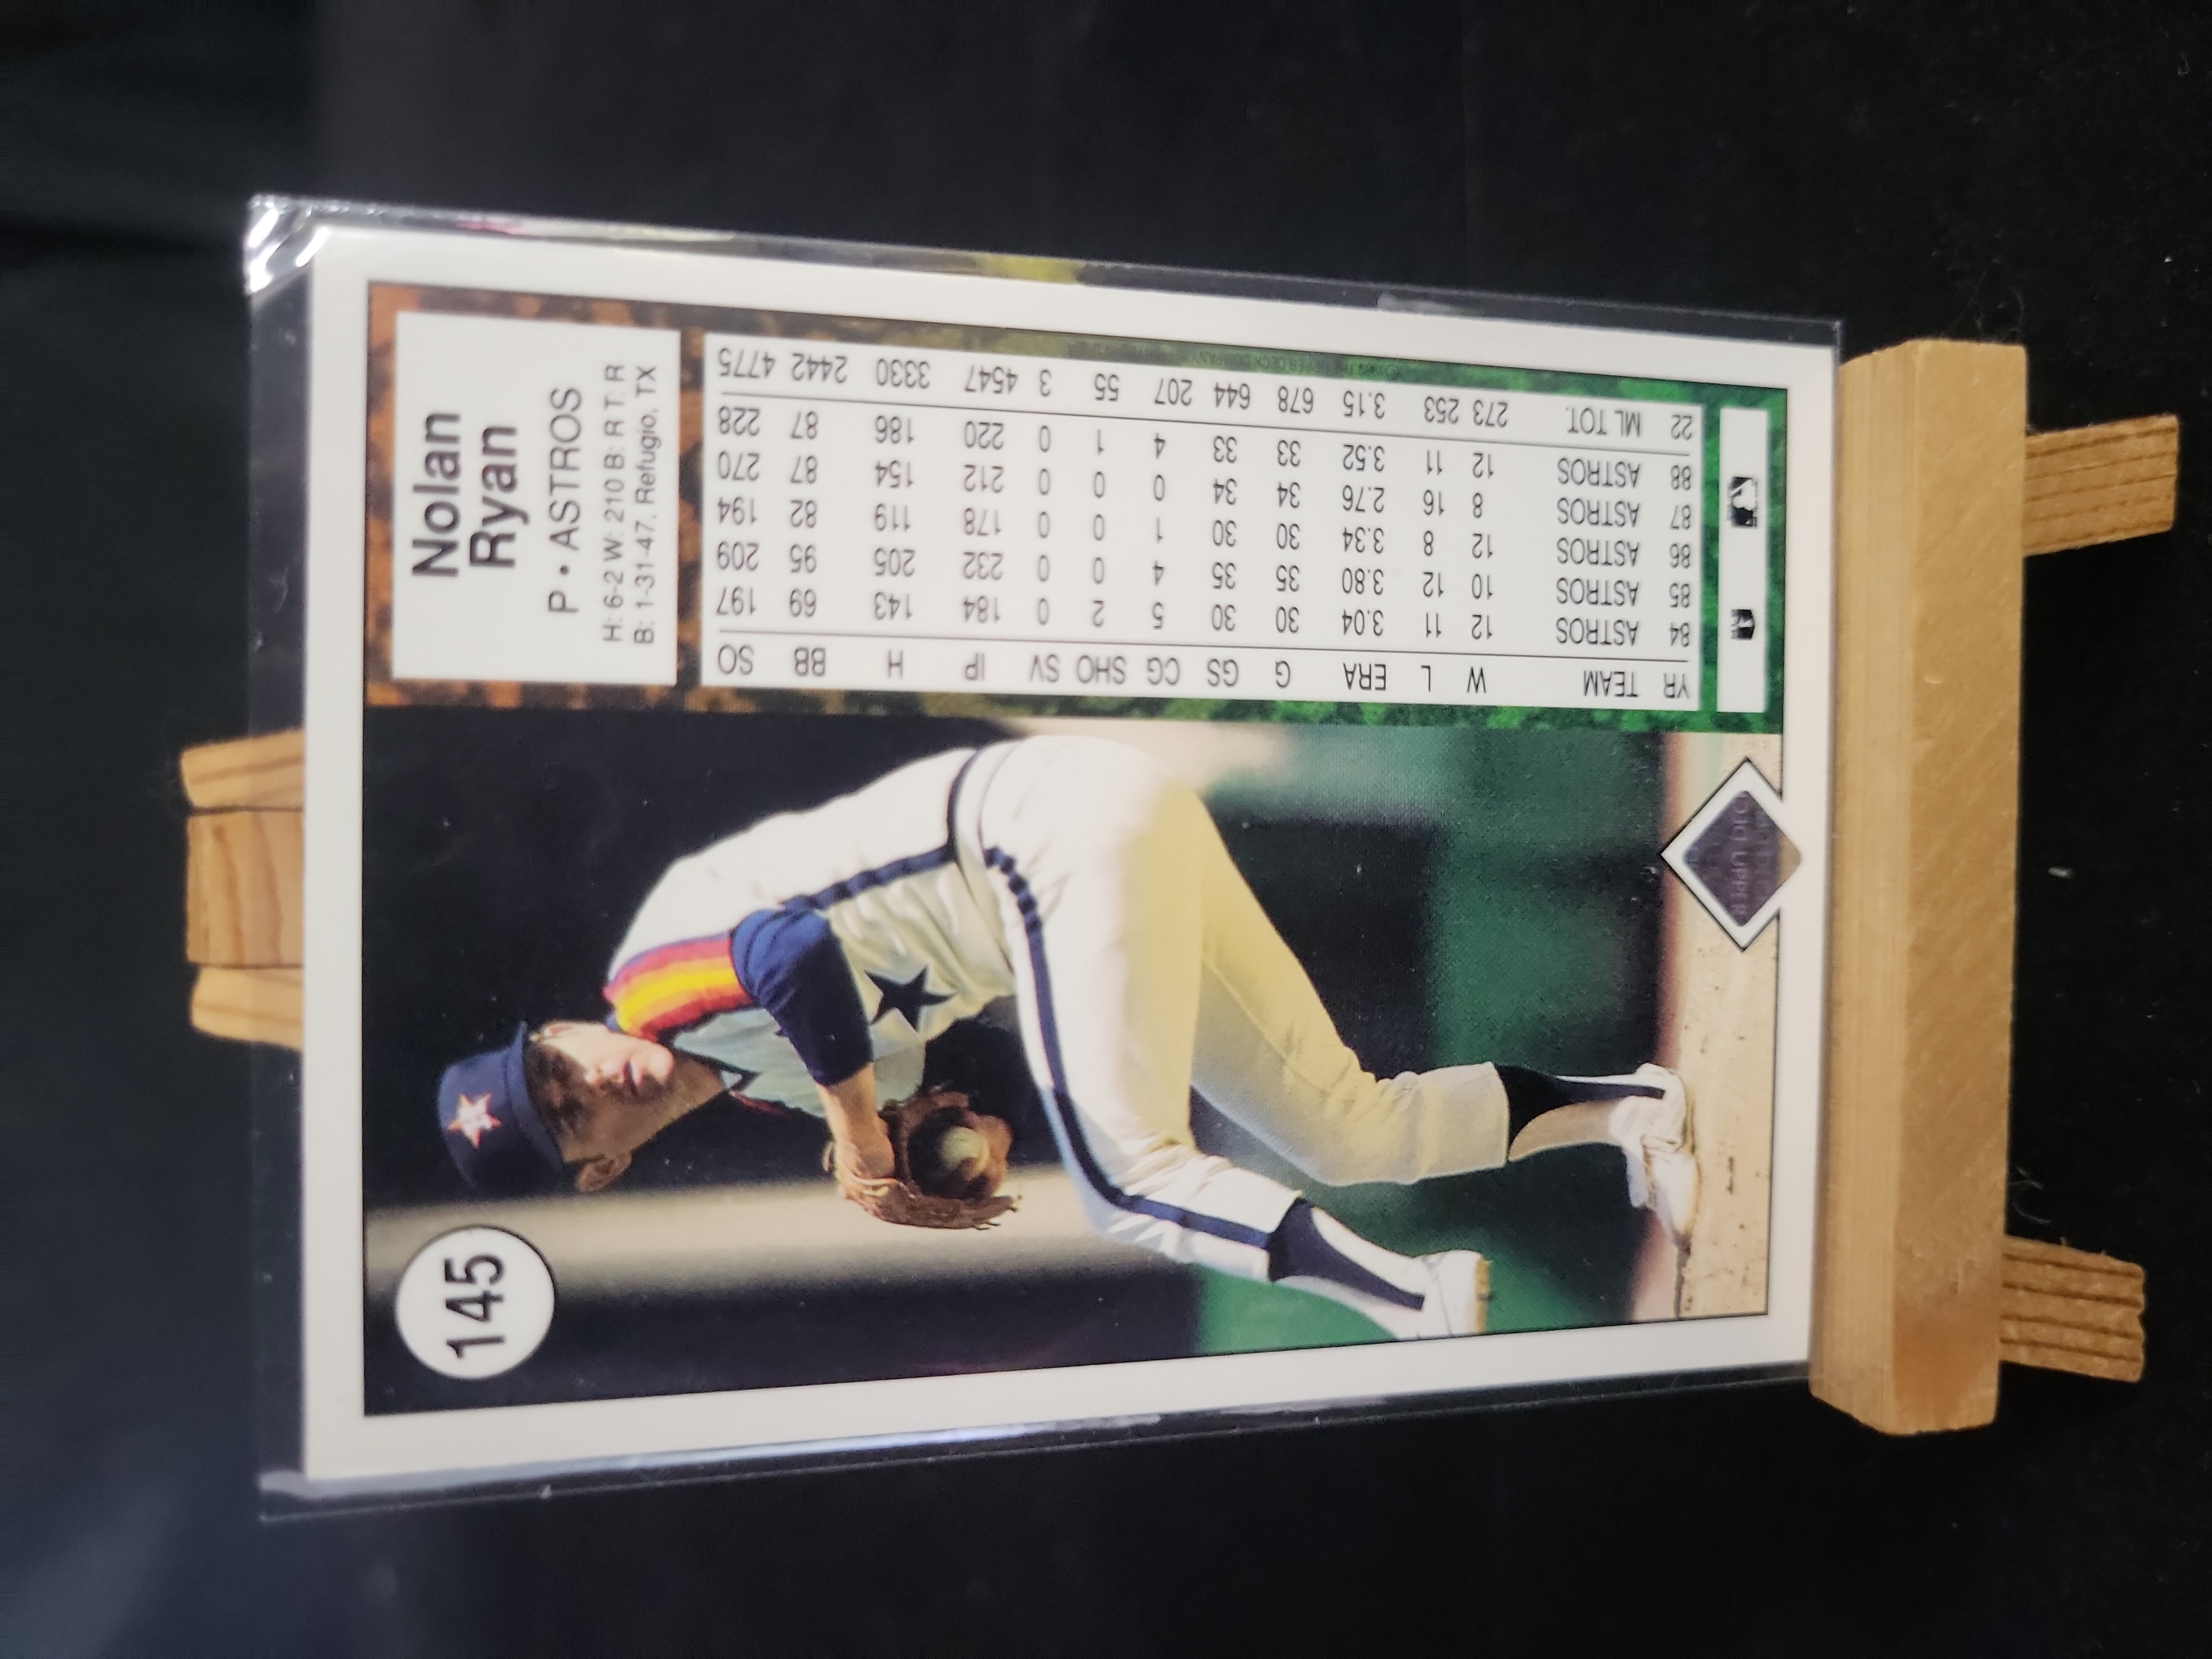 145
Nolan
Ryan
P • ASTROS
H: 6-2 W: 210 B: R T: R
B: 1-31-47, Refugio, TX
YR TEAM W L ERA G GS CG SHO SV IP H BB SO
84 ASTROS 12 11 3.04 30 30 5 2 0 184 143 69 197
85 ASTROS 10 12 3.80 35 35 4 0 0 232 205 95 209
86 ASTROS 12 8 3.34 30 30 1 0 0 178 119 82 194
87 ASTROS 8 16 2.76 34 34 0 0 0 212 154 87 270
88 ASTROS 12 11 3.52 33 33 4 1 0 220 186 87 228
22 ML TOT. 273 253 3.15 678 644 207 55 3 4547 3330 2442 4775
UPPER